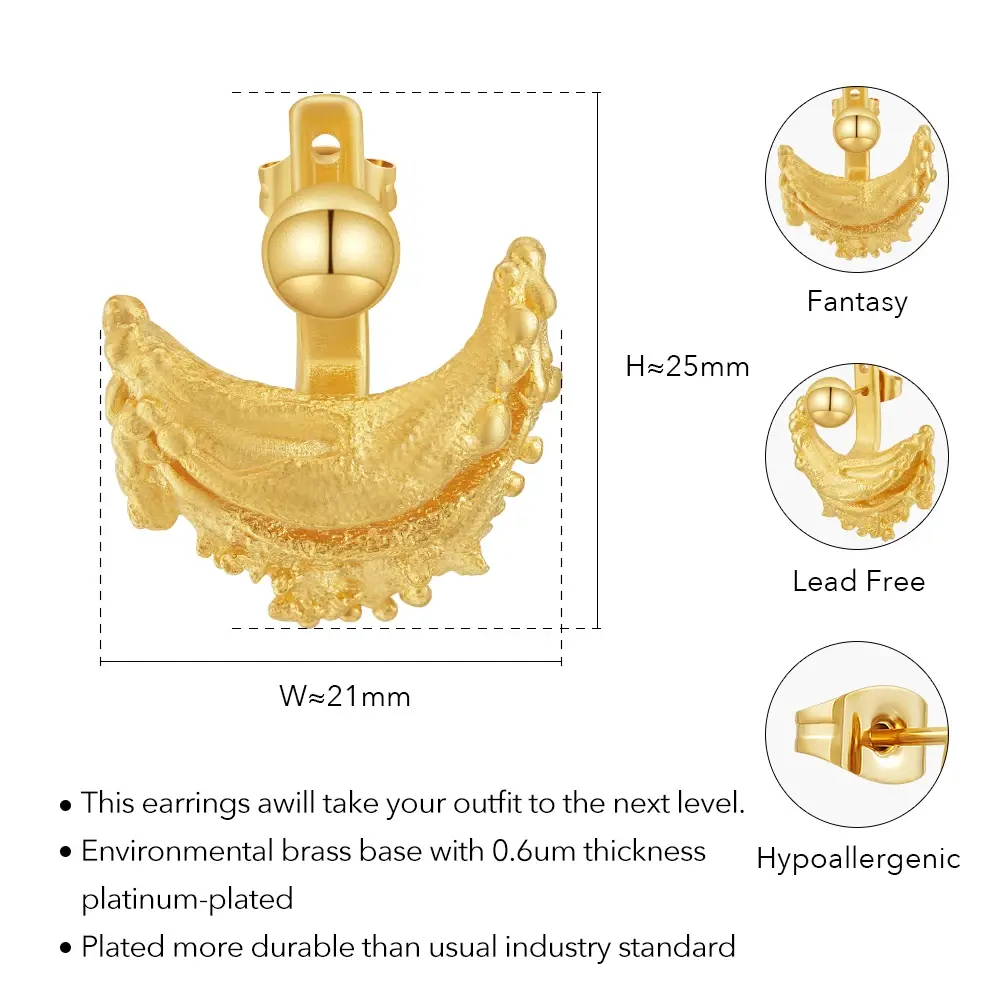 Fantasy
H≈25mm
Lead Free
W≈21mm
Hypoallergenic
• This earrings awill take your outfit to the next level.
• Environmental brass base with 0.6um thickness
platinum-plated
• Plated more durable than usual industry standard